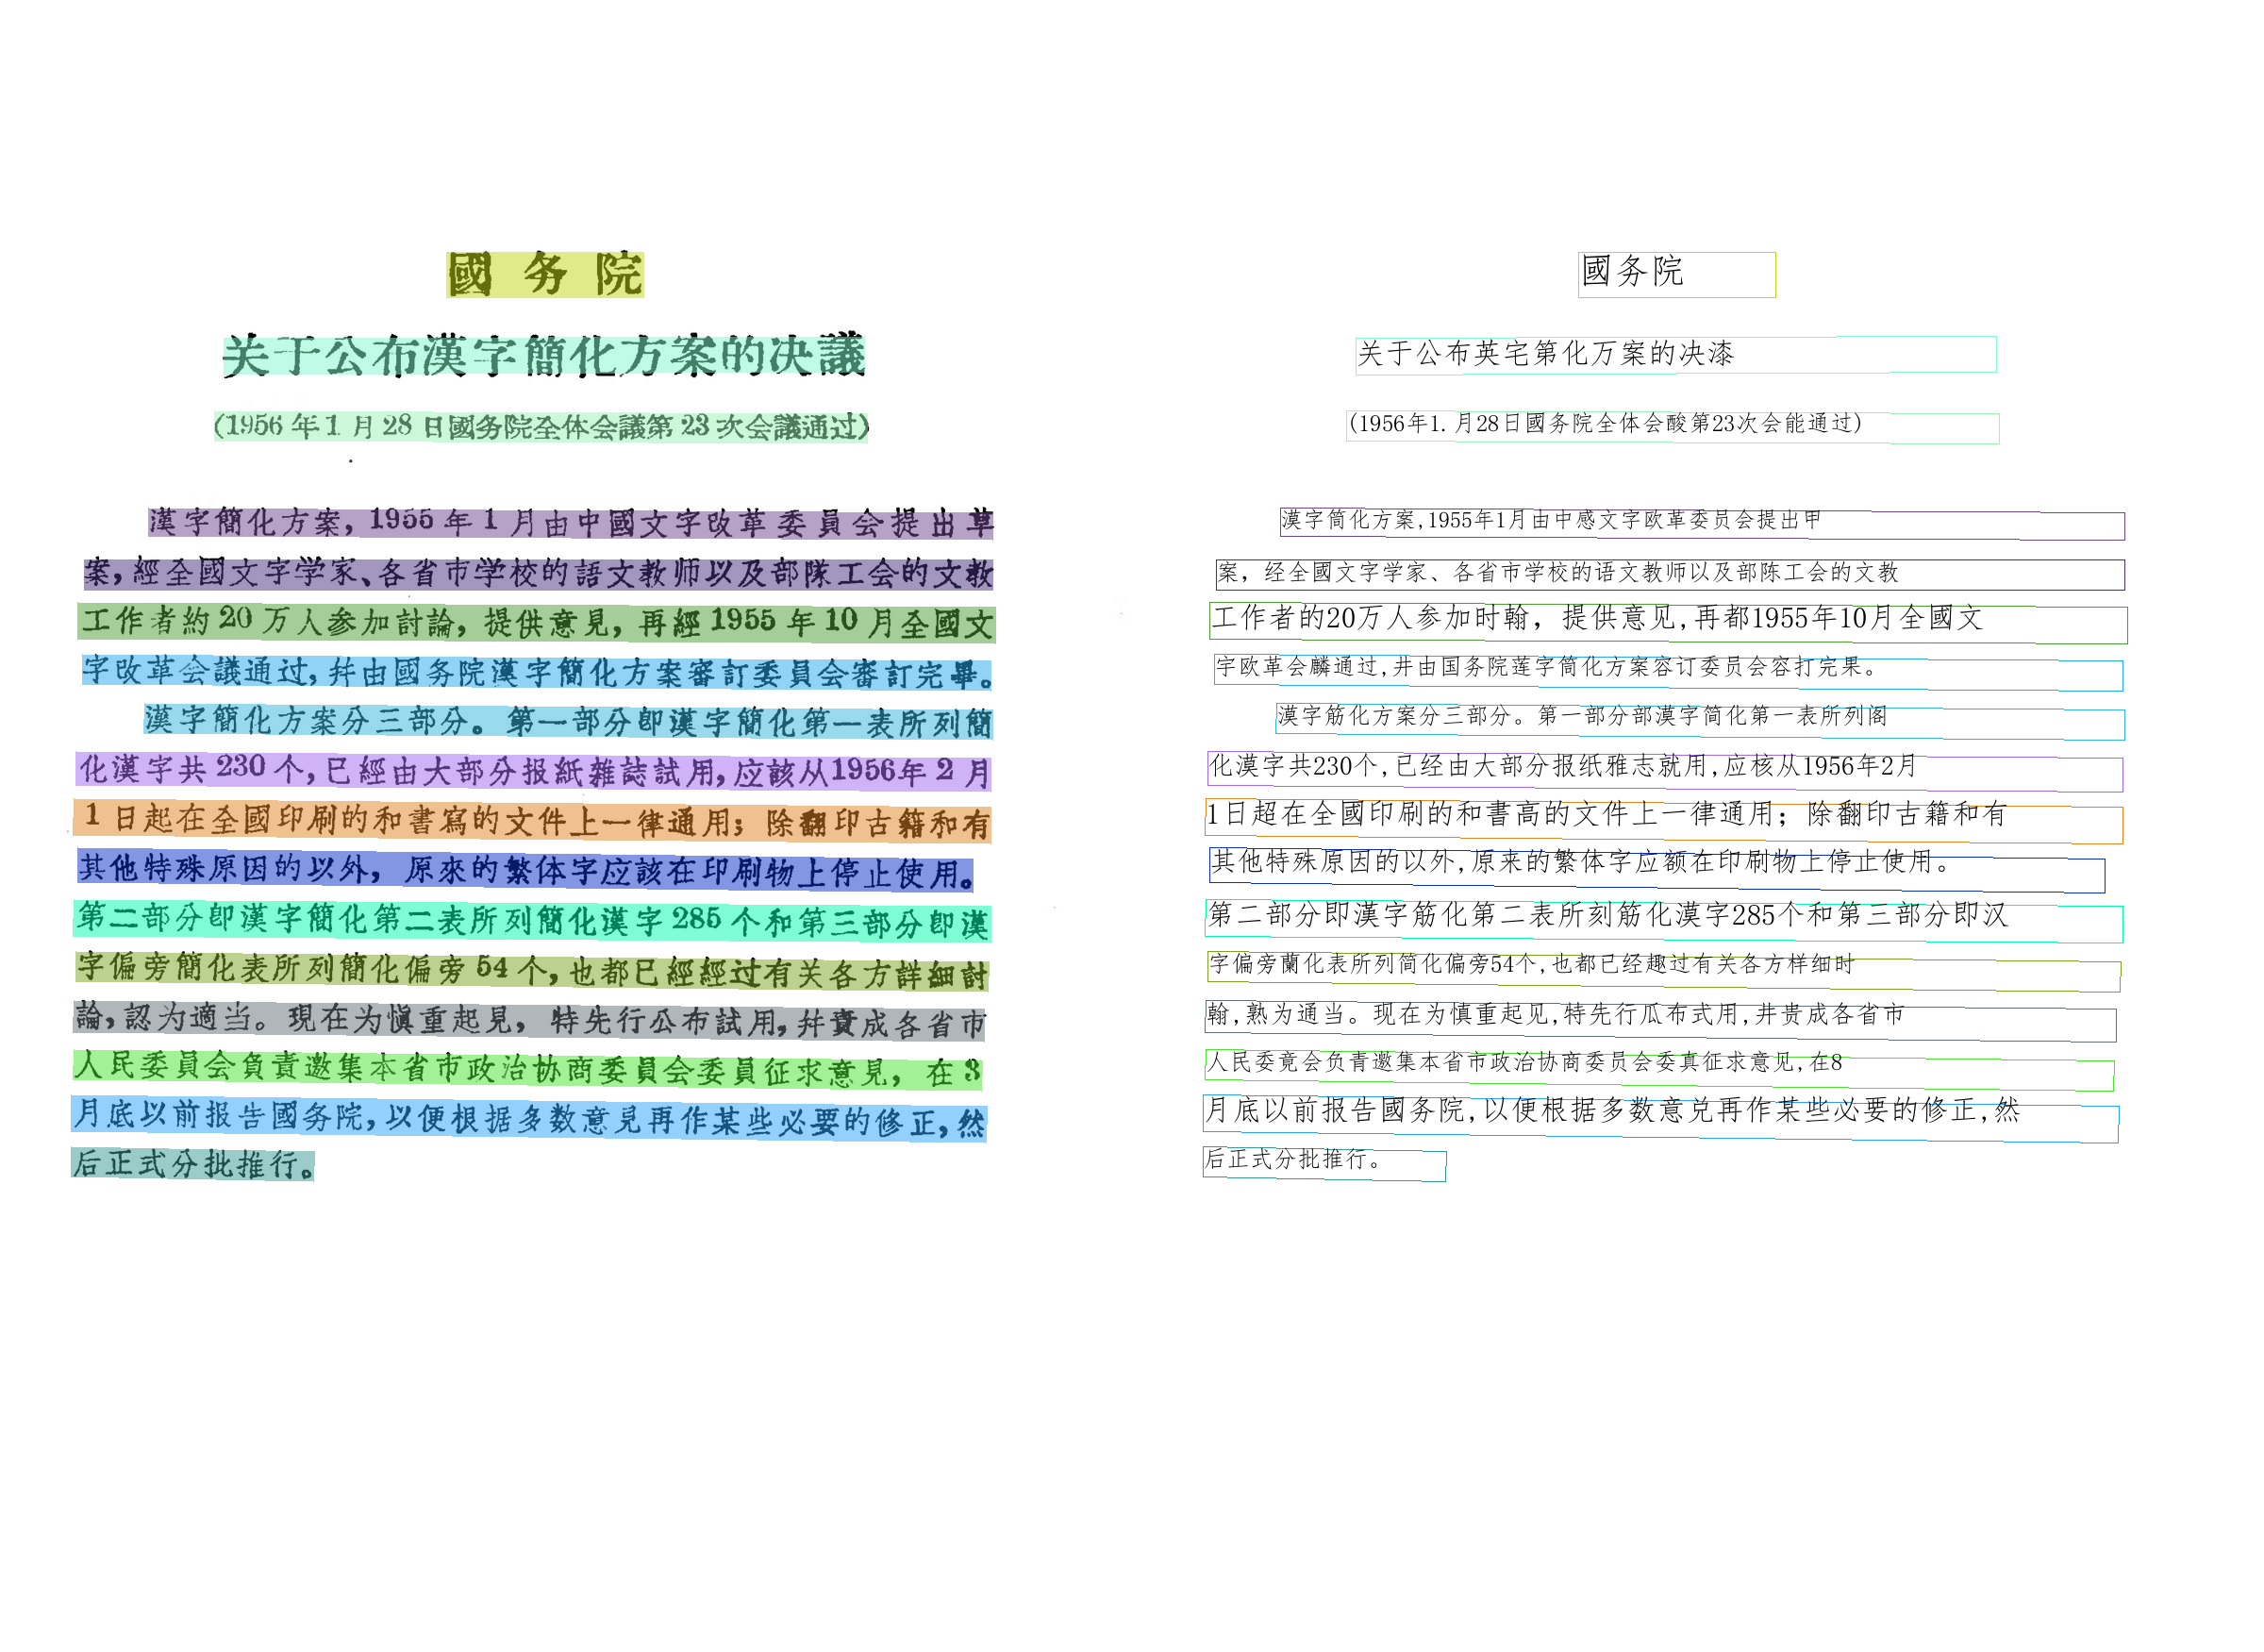 國务院
关于公布漢字簡化方案的决議
(1956年1月28日國务院全体会議第23次会議通过)
漢字簡化方案,1955年1月由中國文字改革委員会提出草
案,經全國文字学家、各省市学校的語文教师以及部隊工会的文教
工作者約20万人参加討論,提供意見,再經1955年10月全國文
字改革会議通过,幷由國务院漢字簡化方案審訂委員会審訂完畢。
漢字簡化方案分三部分。第一部分卽漢字簡化第一表所列簡
化漢字共230个,已經由大部分报紙雜誌試用,应該从1956年2月
1日起在全國印刷的和書寫的文件上一律通用;除翻印古籍和有
其他特殊原因的以外,原來的繁体字应該在印刷物上停止使用。
第二部分卽漢字簡化第二表所列簡化漢字285个和第三部分卽漢
字偏旁簡化表所列簡化偏旁54个,也都已經經过有关各方詳細討
論,認为適当。現在为愼重起見,特先行公布試用,幷責成各省市
人民委員会負責邀集本省市政治协商委員会委員征求意見,在3
月底以前报告國务院,以便根据多数意見再作某些必要的修正,然
后正式分批推行。
國务院
关于公布英宅第化万案的决漆
(1956年1.月28日國务院全体会酸第23次会能通过)
漢字简化方案,1955年1月由中感文字欧革委员会提出甲
案，经全國文字学家、各省市学校的语文教师以及部陈工会的文教
工作者的20万人参加时翰，提供意见,再都1955年10月全國文
宇欧革会麟通过,井由国务院莲字简化方案容订委员会容打完果。
漢字筋化方案分三部分。第一部分部漢字简化第一表所列阁
化漢字共230个,已经由大部分报纸雅志就用,应核从1956年2月
1日超在全國印刷的和書高的文件上一律通用；除翻印古籍和有
其他特殊原因的以外,原来的繁体字应额在印刷物上停止使用。
第二部分即漢字筋化第二表所刻筋化漢字285个和第三部分即汉
字偏旁蘭化表所列简化偏旁54个,也都已经趣过有关各方样细时
翰,熟为通当。现在为慎重起见,特先行瓜布式用,井贵成各省市
人民委竟会负青邀集本省市政治协商委员会委真征求意见,在8
月底以前报告國务院,以便根据多数意兑再作某些必要的修正,然
后正式分批推行。